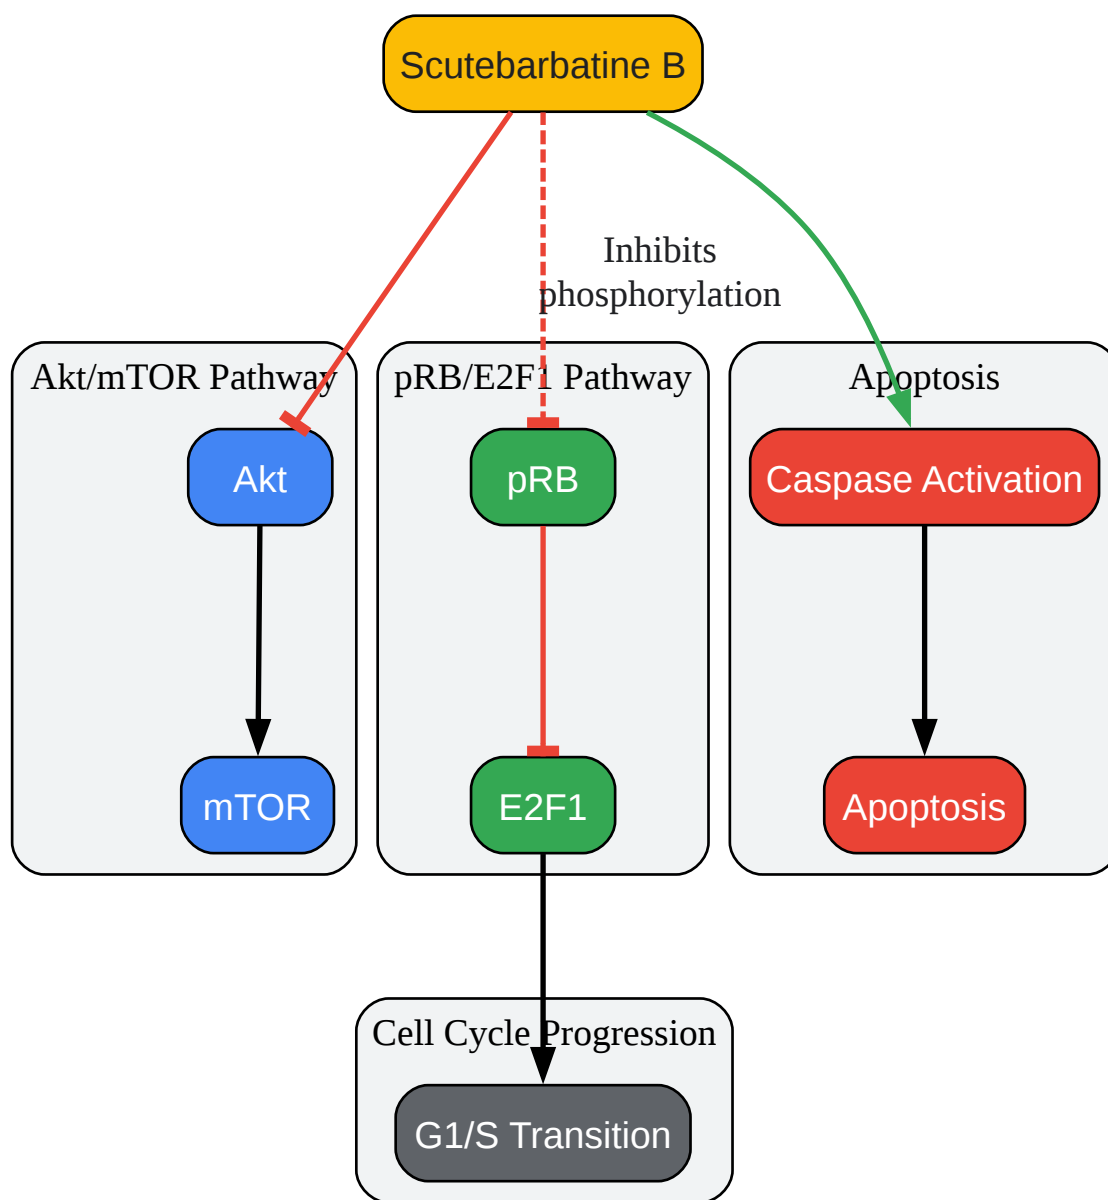 Scutebarbatine B
Inhibits
phosphorylation
Akt/mTOR Pathway
pRB/E2F1 Pathway
Apoptosis
Akt
pRB
Caspase Activation
mTOR
E2F1
Apoptosis
Cell Cycle Progression
G1/S Transition